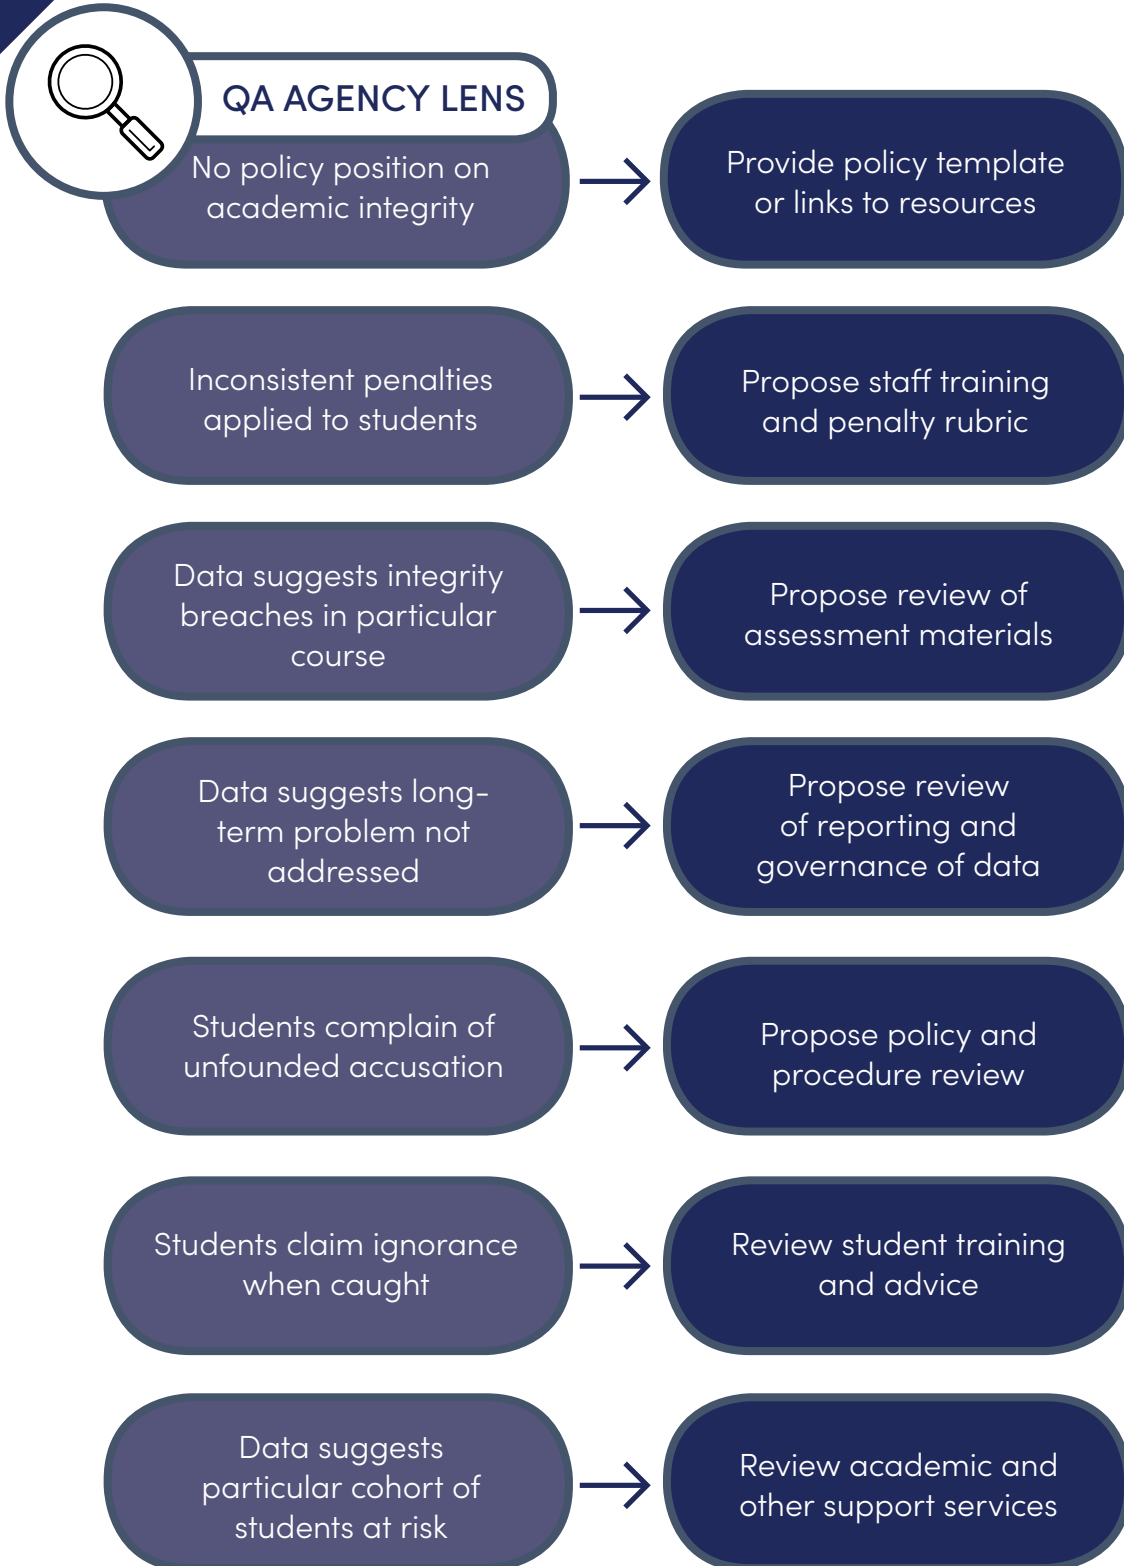 QA AGENCY LENS
No policy position on
academic integrity
Provide policy template
or links to resources
Inconsistent penalties
applied to students
Propose staff training
and penalty rubric
Data suggests integrity
breaches in particular
course
Propose review of
assessment materials
Data suggests long-
term problem not
addressed
Propose review
of reporting and
governance of data
Students complain of
unfounded accusation
Propose policy and
procedure review
Students claim ignorance
when caught
Review student training
and advice
Data suggests
particular cohort of
students at risk
Review academic and
other support services